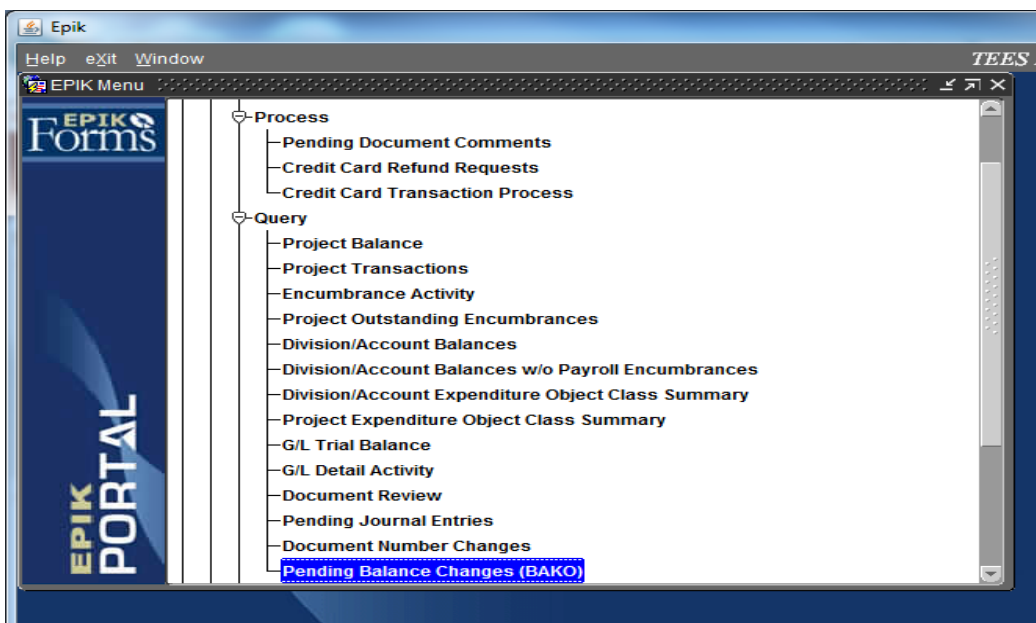 Epik
Help eXit Window
TEES
EPIK Menu
EPIK
Forms
Process
Pending Document Comments
Credit Card Refund Requests
Credit Card Transaction Process
Query
Project Balance
Project Transactions
Encumbrance Activity
Project Outstanding Encumbrances
Division/Account Balances
Division/Account Balances w/o Payroll Encumbrances
Division/Account Expenditure Object Class Summary
Project Expenditure Object Class Summary
G/L Trial Balance
G/L Detail Activity
Document Review
Pending Journal Entries
Document Number Changes
Pending Balance Changes (BAKO)
EPIK
PORTAL